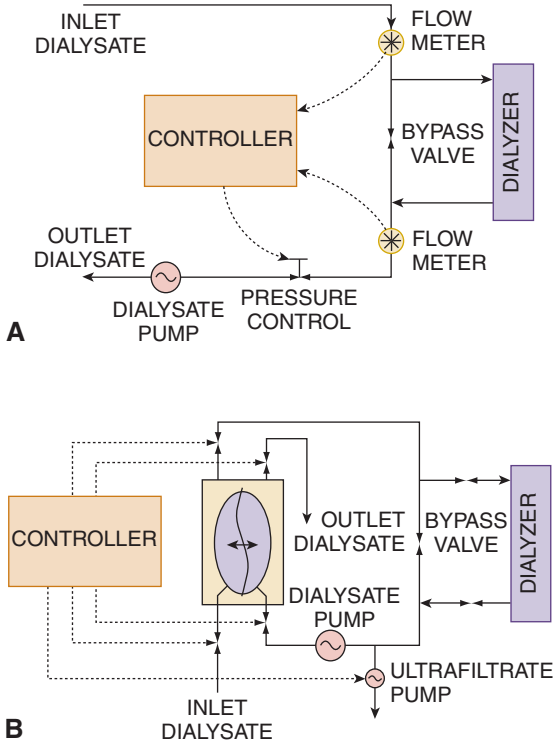 INLET
DIALYSATE
FLOW
METER
CONTROLLER
BYPASS
VALVE
DIALYZER
OUTLET
DIALYSATE
FLOW
METER
DIALYSATE
PUMP
PRESSURE
CONTROL
A
CONTROLLER
OUTLET
DIALYSATE
BYPASS
VALVE
DIALYZER
DIALYSATE
PUMP
ULTRAFILTRATE
PUMP
INLET
DIALYSATE
B